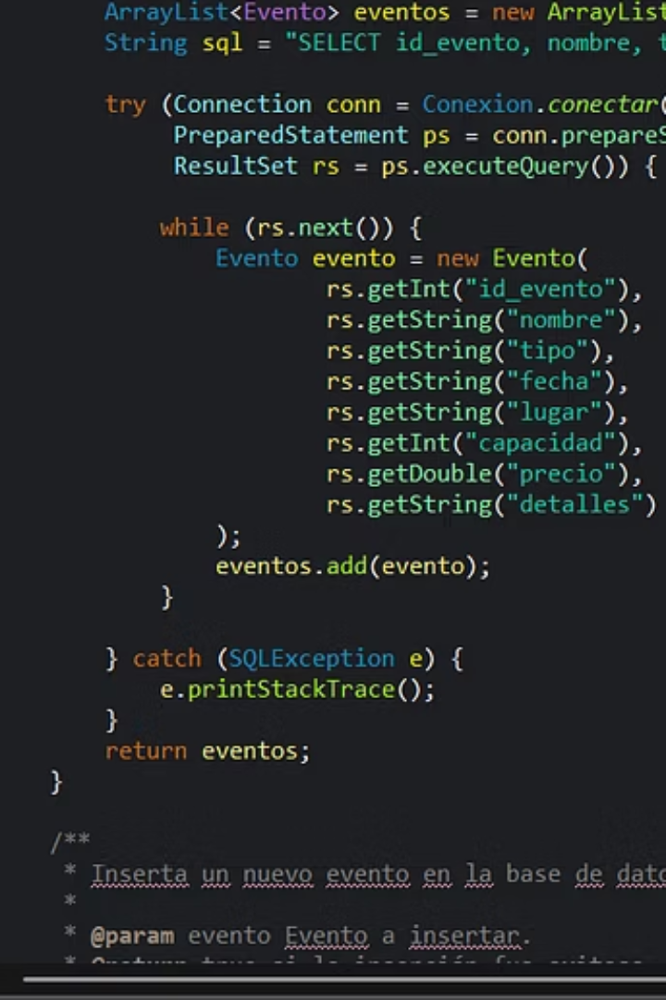 ArrayList<Evento> eventos = new ArrayList
String sql = "SELECT id_evento, nombre, t
try (Connection conn = Conexion.conectar(
PreparedStatement ps = conn.prepareS
ResultSet rs = ps.executeQuery()) {
while (rs.next()) {
Evento evento = new Evento(
rs.getInt("id_evento"),
rs.getString("nombre"),
rs.getString("tipo"),
rs.getString("fecha"),
rs.getString("lugar"),
rs.getInt("capacidad"),
rs.getDouble("precio"),
rs.getString("detalles")
);
eventos.add(evento);
}
} catch (SQLException e) {
e.printStackTrace();
}
return eventos;
}
/**
* Inserta un nuevo evento en la base de dato
*
* @param evento Evento a insertar.